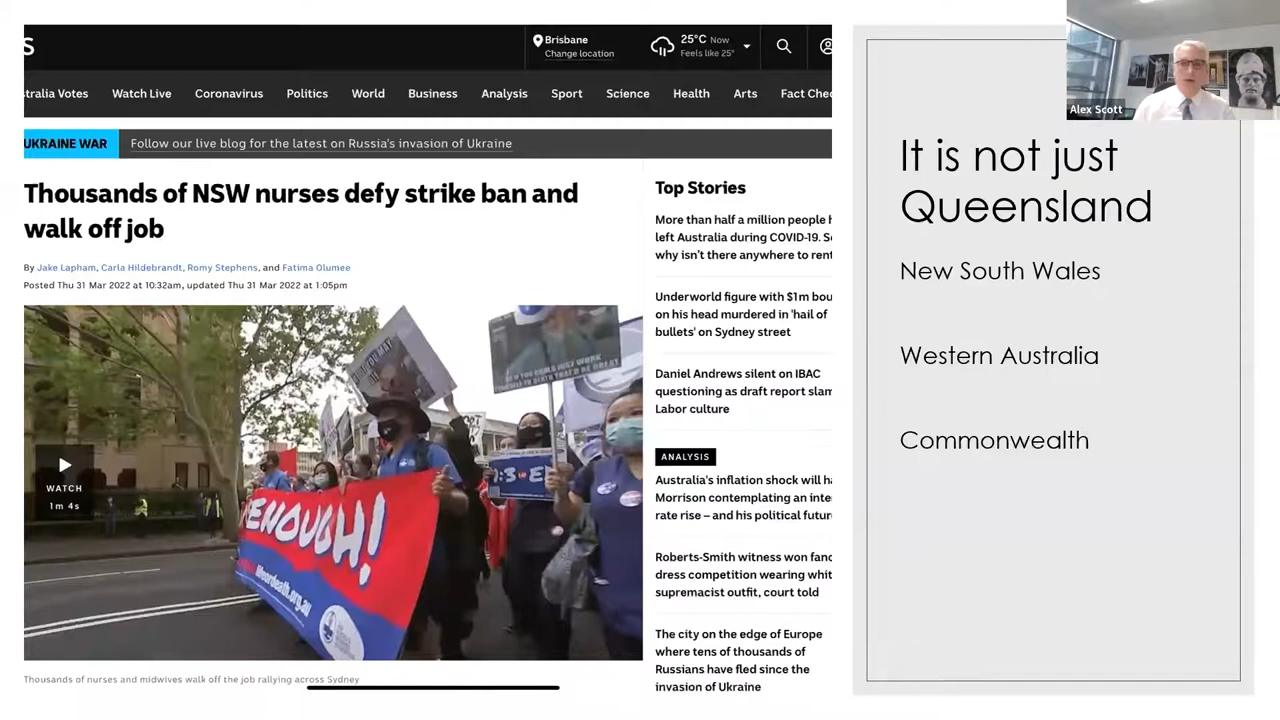 S
Brisbane
Change location
25°C Now
Feels like 25°
stralia Votes
Watch Live
Coronavirus
Politics
World
Business
Analysis
Sport
Science
Health
Arts
Fact Chec
UKRAINE WAR
Follow our live blog for the latest on Russia's invasion of Ukraine
Thousands of NSW nurses defy strike ban and
walk off job
By Jake Lapham, Carla Hildebrandt, Romy Stephens, and Fatima Olumee
Posted Thu 31 Mar 2022 at 10:32am, updated Thu 31 Mar 2022 at 1:05pm
WATCH
1m 4s
ENOUGH!
lifeordeath.org.au
Thousands of nurses and midwives walk off the job rallying across Sydney
Top Stories
More than half a million people h
left Australia during COVID-19. So
why isn't there anywhere to rent
Underworld figure with $1m bou
on his head murdered in 'hail of
bullets' on Sydney street
Daniel Andrews silent on IBAC
questioning as draft report slam
Labor culture
ANALYSIS
Australia's inflation shock will ha
Morrison contemplating an inte
rate rise – and his political futur
Roberts-Smith witness won fanc
dress competition wearing whit
supremacist outfit, court told
The city on the edge of Europe
where tens of thousands of
Russians have fled since the
invasion of Ukraine
Alex Scott
It is not just
Queensland
New South Wales
Western Australia
Commonwealth